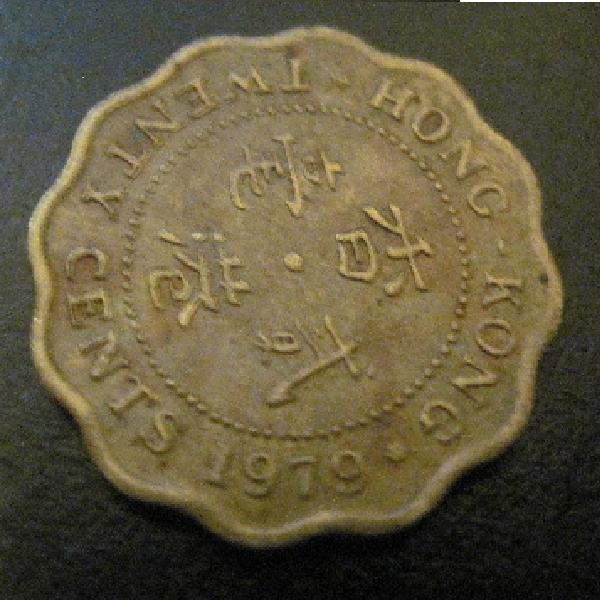 HONG - KONG
TWENTY CENTS 1979
香港
貳毫